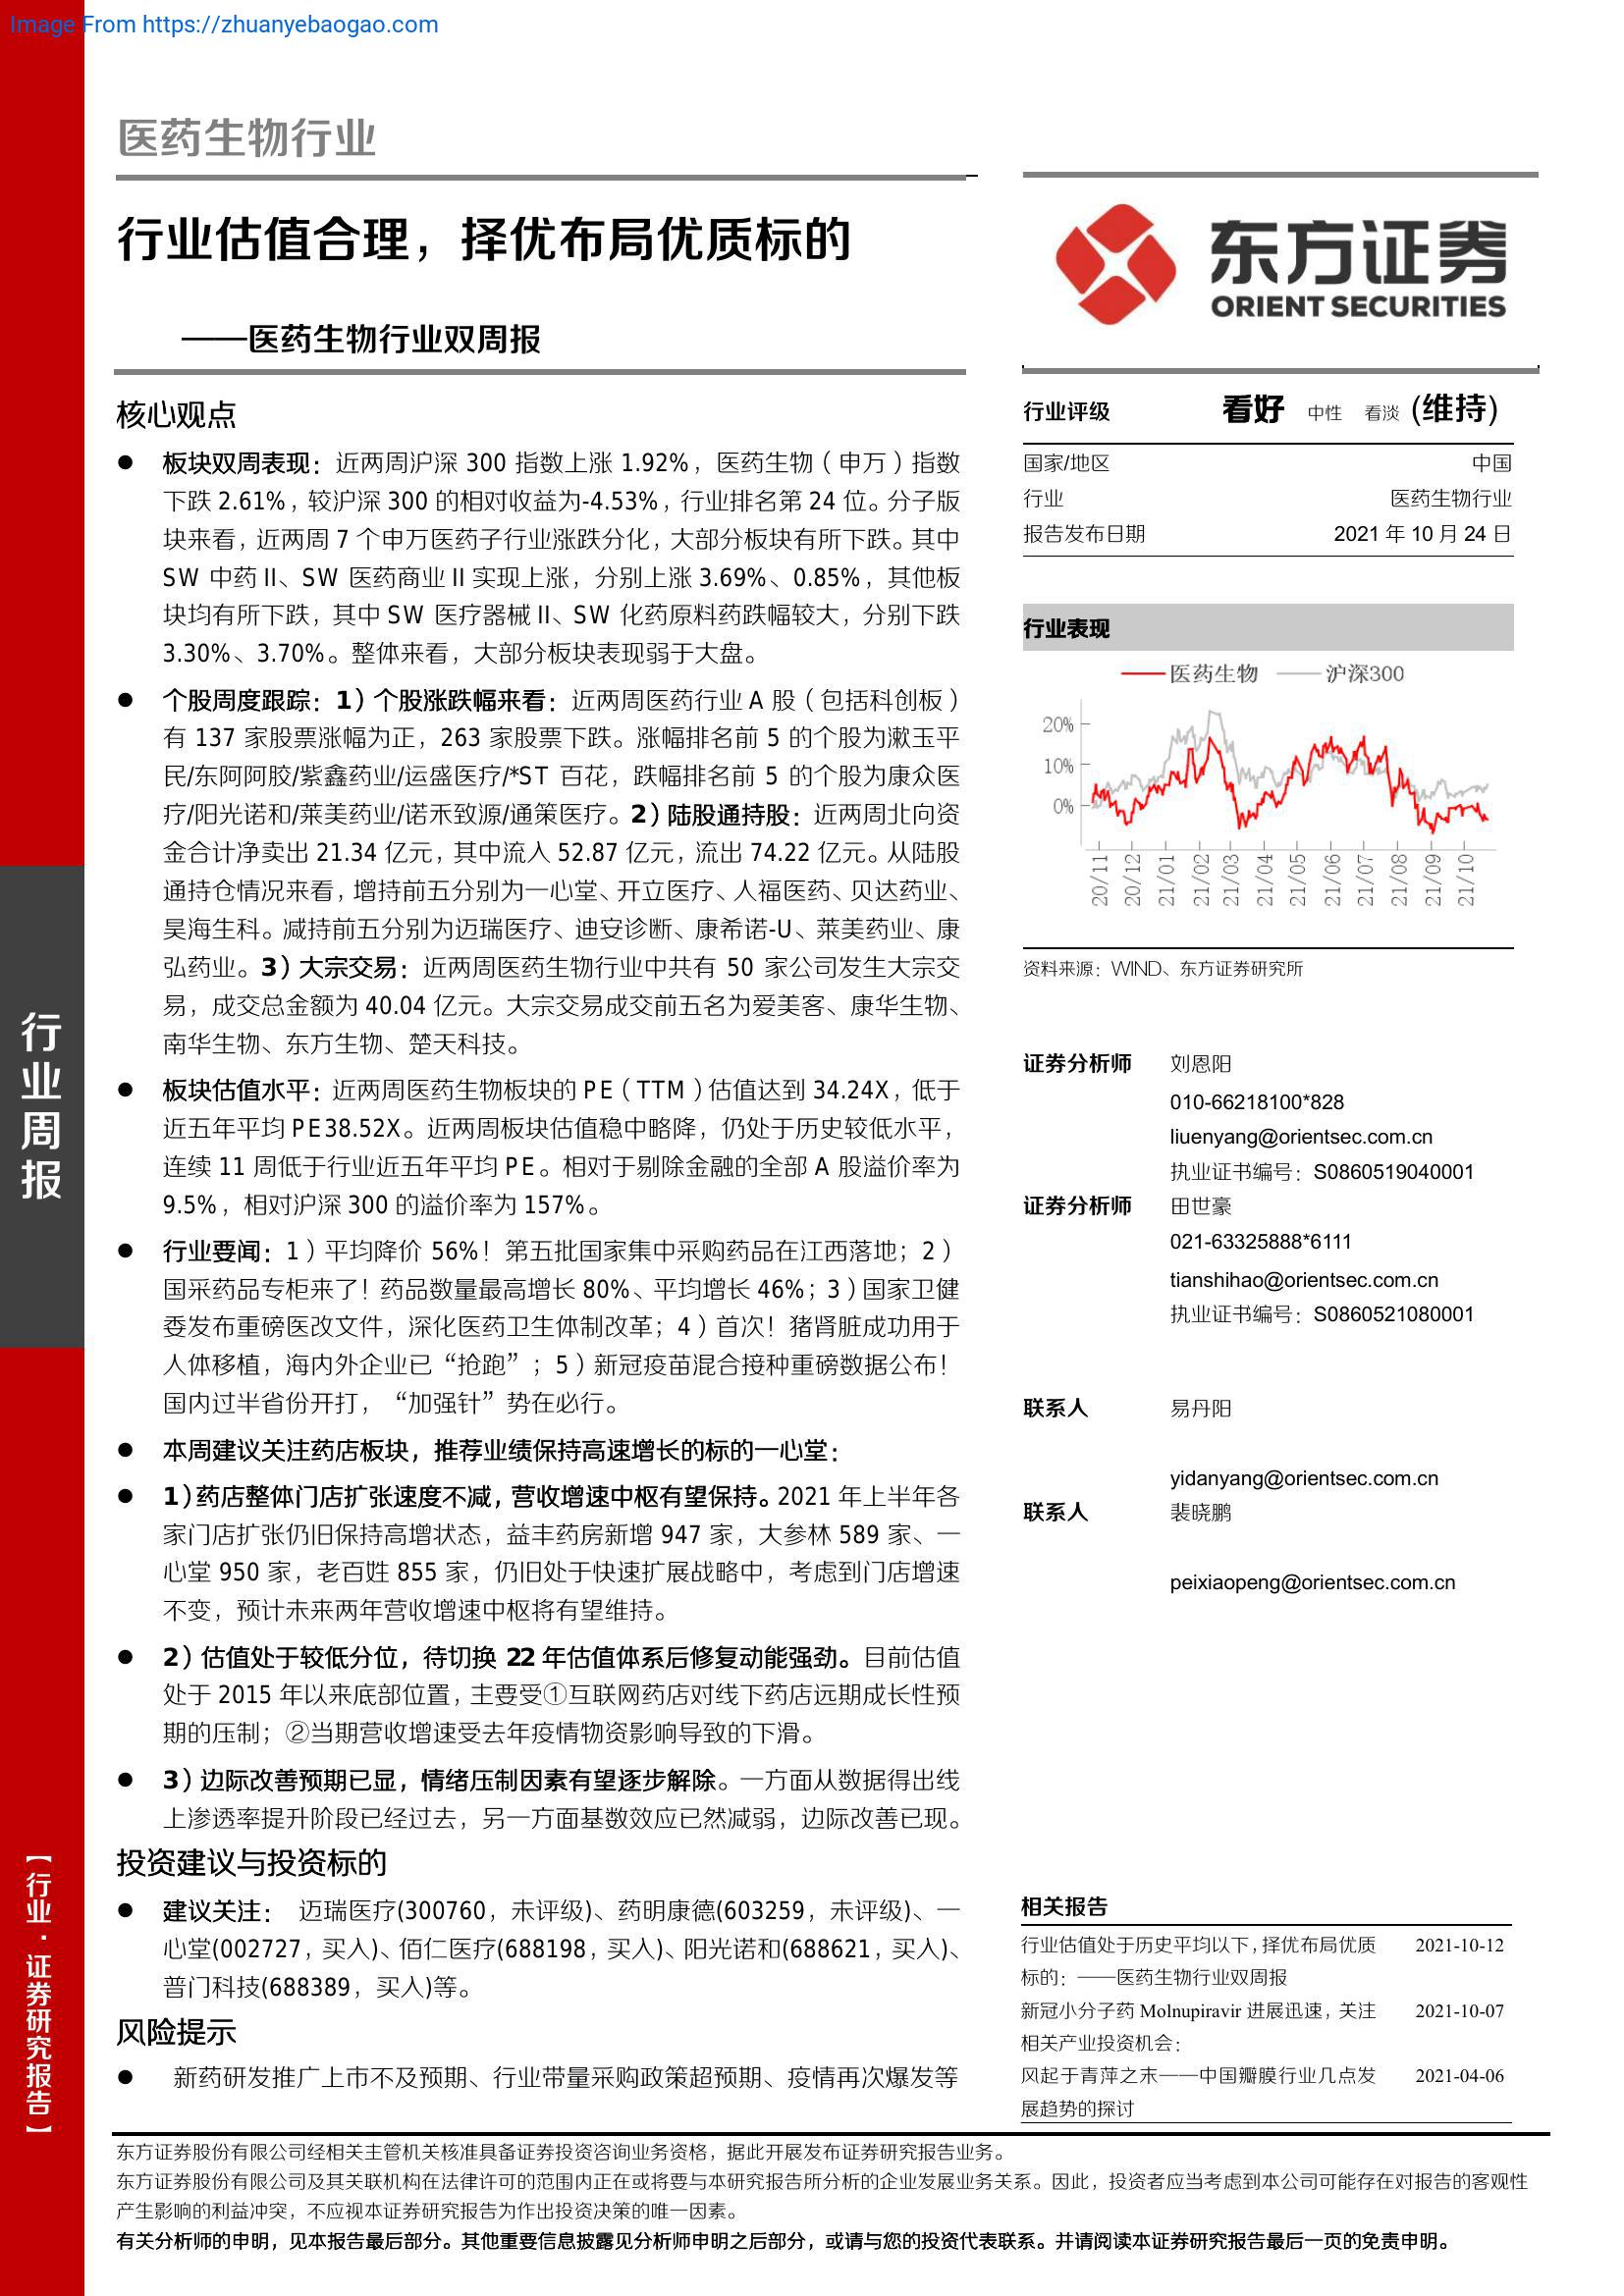 Image From https://zhuanyebaogao.com
医药生物行业
行业估值合理，择优布局优质标的
——医药生物行业双周报
核心观点
● 板块双周表现：近两周沪深 300 指数上涨 1.92%，医药生物（申万）指数
下跌 2.61%，较沪深 300 的相对收益为-4.53%，行业排名第 24 位。分子版
块来看，近两周 7 个申万医药子行业涨跌分化，大部分板块有所下跌。其中
SW 中药 II、SW 医药商业 II 实现上涨，分别上涨 3.69%、0.85%，其他板
块均有所下跌，其中 SW 医疗器械 II、SW 化药原料药跌幅较大，分别下跌
3.30%、3.70%。整体来看，大部分板块表现弱于大盘。
● 个股周度跟踪：1）个股涨跌幅来看：近两周医药行业 A 股（包括科创板）
有 137 家股票涨幅为正，263 家股票下跌。涨幅排名前 5 的个股为漱玉平
民/东阿阿胶/紫鑫药业/运盛医疗/*ST 百花，跌幅排名前 5 的个股为康众医
疗/阳光诺和/莱美药业/诺禾致源/通策医疗。2）陆股通持股：近两周北向资
金合计净卖出 21.34 亿元，其中流入 52.87 亿元，流出 74.22 亿元。从陆股
通持仓情况来看，增持前五分别为一心堂、开立医疗、人福医药、贝达药业、
昊海生科。减持前五分别为迈瑞医疗、迪安诊断、康希诺-U、莱美药业、康
弘药业。3）大宗交易：近两周医药生物行业中共有 50 家公司发生大宗交
易，成交总金额为 40.04 亿元。大宗交易成交前五名为爱美客、康华生物、
南华生物、东方生物、楚天科技。
● 板块估值水平：近两周医药生物板块的 PE（TTM）估值达到 34.24X，低于
近五年平均 PE38.52X。近两周板块估值稳中略降，仍处于历史较低水平，
连续 11 周低于行业近五年平均 PE。相对于剔除金融的全部 A 股溢价率为
9.5%，相对沪深 300 的溢价率为 157%。
● 行业要闻：1）平均降价 56%！第五批国家集中采购药品在江西落地；2）
国采药品专柜来了！药品数量最高增长 80%、平均增长 46%；3）国家卫健
委发布重磅医改文件，深化医药卫生体制改革；4）首次！猪肾脏成功用于
人体移植，海内外企业已“抢跑”；5）新冠疫苗混合接种重磅数据公布！
国内过半省份开打，“加强针”势在必行。
● 本周建议关注药店板块，推荐业绩保持高速增长的标的一心堂：
● 1）药店整体门店扩张速度不减，营收增速中枢有望保持。2021 年上半年各
家门店扩张仍旧保持高增状态，益丰药房新增 947 家，大参林 589 家、一
心堂 950 家，老百姓 855 家，仍旧处于快速扩展战略中，考虑到门店增速
不变，预计未来两年营收增速中枢将有望维持。
● 2）估值处于较低分位，待切换 22 年估值体系后修复动能强劲。目前估值
处于 2015 年以来底部位置，主要受①互联网药店对线下药店远期成长性预
期的压制；②当期营收增速受去年疫情物资影响导致的下滑。
● 3）边际改善预期已显，情绪压制因素有望逐步解除。一方面从数据得出线
上渗透率提升阶段已经过去，另一方面基数效应已然减弱，边际改善已现。
投资建议与投资标的
● 建议关注： 迈瑞医疗(300760，未评级)、药明康德(603259，未评级)、一
心堂(002727，买入)、佰仁医疗(688198，买入)、阳光诺和(688621，买入)、
普门科技(688389，买入)等。
风险提示
● 新药研发推广上市不及预期、行业带量采购政策超预期、疫情再次爆发等
东方证券
ORIENT SECURITIES
行业评级 看好 中性 看淡 (维持)
国家/地区 中国
行业 医药生物行业
报告发布日期 2021 年 10 月 24 日
行业表现
医药生物 沪深300
20%
10%
0%
20/11 20/12 21/01 21/02 21/03 21/04 21/05 21/06 21/07 21/08 21/09 21/10
资料来源：WIND、东方证券研究所
证券分析师 刘恩阳
010-66218100*828
liuenyang@orientsec.com.cn
执业证书编号：S0860519040001
证券分析师 田世豪
021-63325888*6111
tianshihao@orientsec.com.cn
执业证书编号：S0860521080001
联系人 易丹阳
yidanyang@orientsec.com.cn
联系人 裴晓鹏
peixiaopeng@orientsec.com.cn
相关报告
行业估值处于历史平均以下，择优布局优质 2021-10-12
标的：——医药生物行业双周报
新冠小分子药 Molnupiravir 进展迅速，关注 2021-10-07
相关产业投资机会：
风起于青萍之末——中国瓣膜行业几点发 2021-04-06
展趋势的探讨
行业周报
【行业·证券研究报告】
东方证券股份有限公司经相关主管机关核准具备证券投资咨询业务资格，据此开展发布证券研究报告业务。
东方证券股份有限公司及其关联机构在法律许可的范围内正在或将要与本研究报告所分析的企业发展业务关系。因此，投资者应当考虑到本公司可能存在对报告的客观性
产生影响的利益冲突，不应视本证券研究报告为作出投资决策的唯一因素。
有关分析师的申明，见本报告最后部分。其他重要信息披露见分析师申明之后部分，或请与您的投资代表联系。并请阅读本证券研究报告最后一页的免责申明。